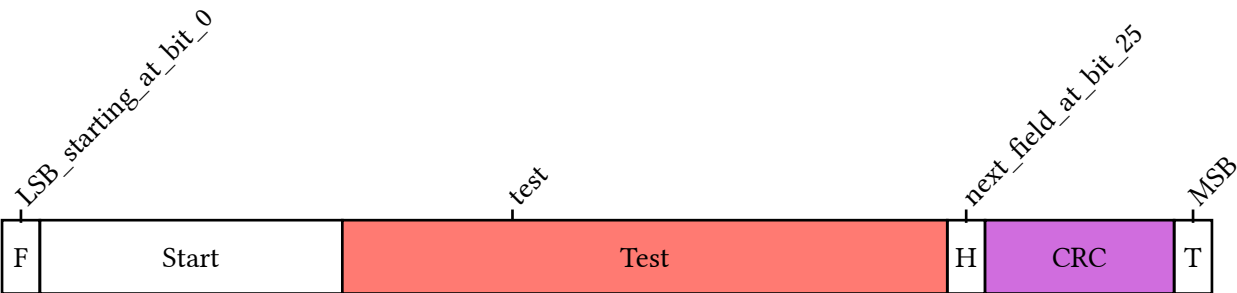 LSB_starting_at_bit_0
test
next_field_at_bit_25
MSB
F
Start
Test
H
CRC
T